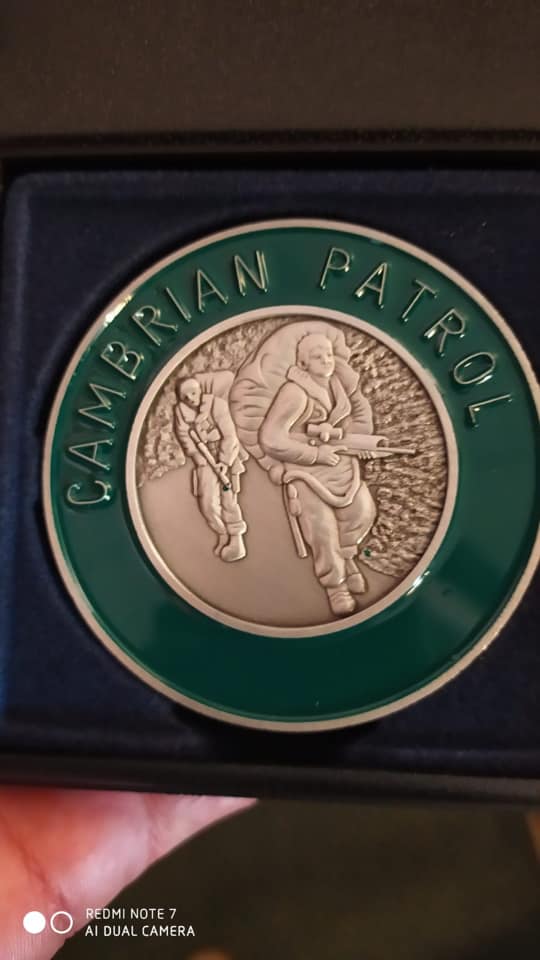 CAMBRIAN PATROL
REDMI NOTE 7
AI DUAL CAMERA